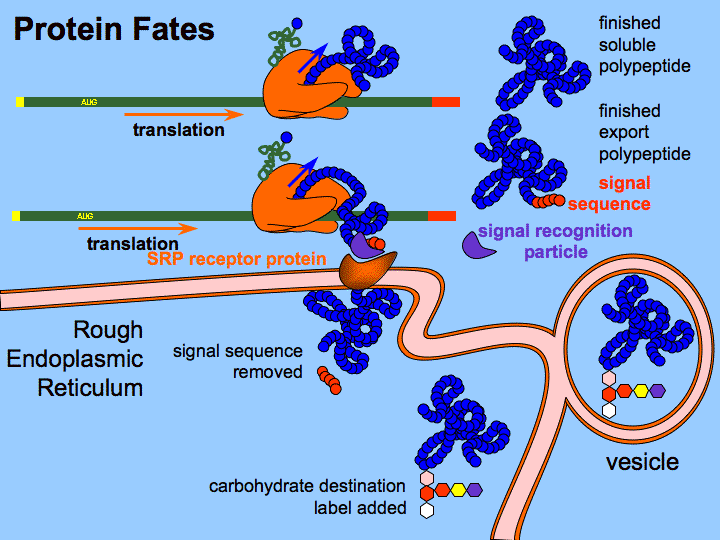 Protein Fates
finished
soluble
polypeptide
AUG
translation
finished
export
polypeptide
signal
sequence
AUG
translation
signal recognition
particle
SRP receptor protein
Rough
Endoplasmic
Reticulum
signal sequence
removed
vesicle
carbohydrate destination
label added